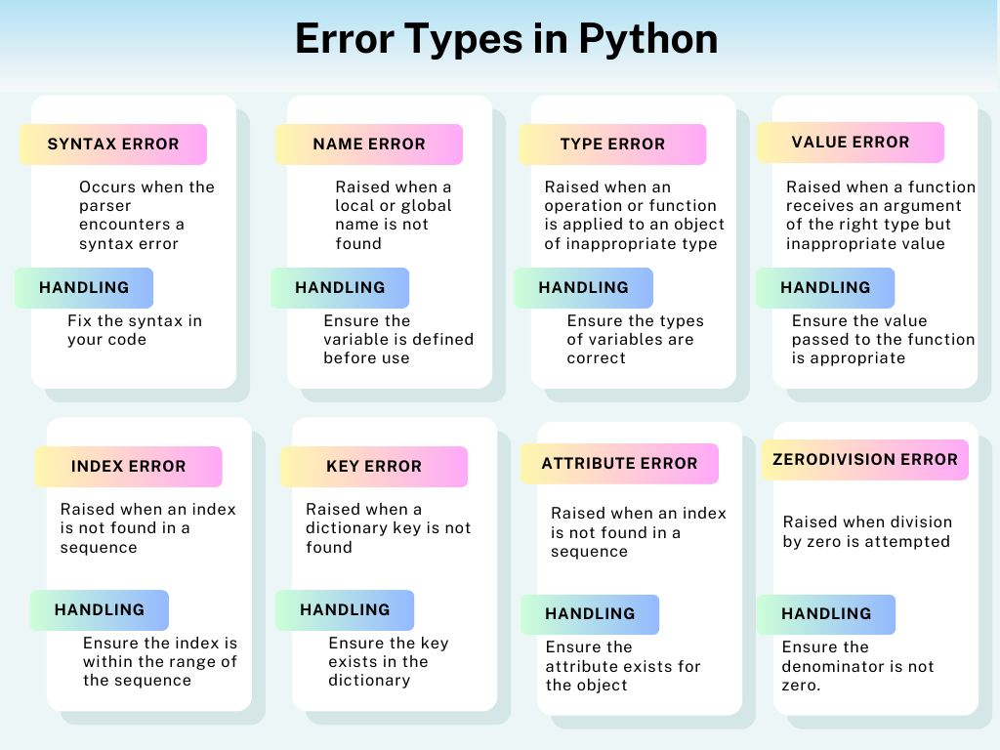 Error Types in Python
SYNTAX ERROR
Occurs when the
parser
encounters a
syntax error
HANDLING
Fix the syntax in
your code
NAME ERROR
Raised when a
local or global
name is not
found
HANDLING
Ensure the
variable is defined
before use
TYPE ERROR
Raised when an
operation or function
is applied to an object
of inappropriate type
HANDLING
Ensure the types
of variables are
correct
VALUE ERROR
Raised when a function
receives an argument
of the right type but
inappropriate value
HANDLING
Ensure the value
passed to the function
is appropriate
INDEX ERROR
Raised when an index
is not found in a
sequence
HANDLING
Ensure the index is
within the range of
the sequence
KEY ERROR
Raised when a
dictionary key is not
found
HANDLING
Ensure the key
exists in the
dictionary
ATTRIBUTE ERROR
Raised when an index
is not found in a
sequence
HANDLING
Ensure the
attribute exists for
the object
ZERODIVISION ERROR
Raised when division
by zero is attempted
HANDLING
Ensure the
denominator is not
zero.